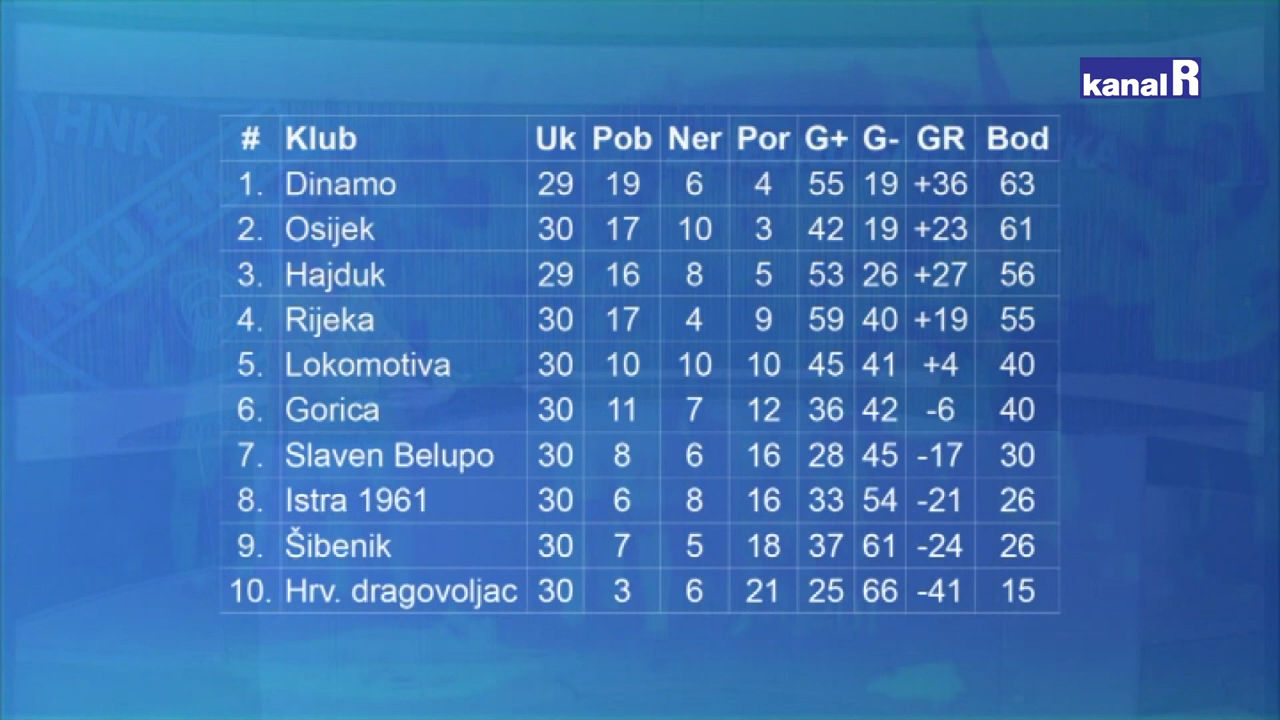 kanal R
HNK
RIJEKA
# Klub Uk Pob Ner Por G+ G- GR Bod
1. Dinamo 29 19 6 4 55 19 +36 63
2. Osijek 30 17 10 3 42 19 +23 61
3. Hajduk 29 16 8 5 53 26 +27 56
4. Rijeka 30 17 4 9 59 40 +19 55
5. Lokomotiva 30 10 10 10 45 41 +4 40
6. Gorica 30 11 7 12 36 42 -6 40
7. Slaven Belupo 30 8 6 16 28 45 -17 30
8. Istra 1961 30 6 8 16 33 54 -21 26
9. Šibenik 30 7 5 18 37 61 -24 26
10. Hrv. dragovoljac 30 3 6 21 25 66 -41 15